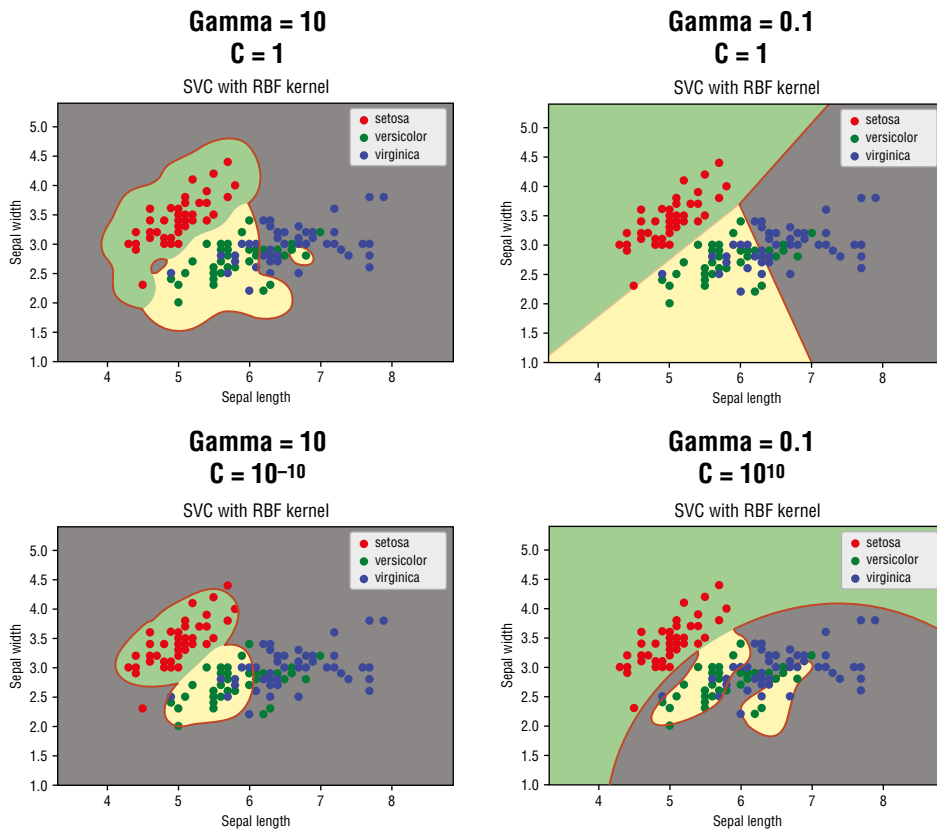 Gamma = 10
C = 1
SVC with RBF kernel
setosa
versicolor
virginica
5.0
4.5
4.0
3.5
3.0
2.5
2.0
1.5
1.0
Sepal width
4 5 6 7 8
Sepal length
Gamma = 0.1
C = 1
SVC with RBF kernel
setosa
versicolor
virginica
5.0
4.5
4.0
3.5
3.0
2.5
2.0
1.5
1.0
Sepal width
4 5 6 7 8
Sepal length
Gamma = 10
C = 10⁻¹⁰
SVC with RBF kernel
setosa
versicolor
virginica
5.0
4.5
4.0
3.5
3.0
2.5
2.0
1.5
1.0
Sepal width
4 5 6 7 8
Sepal length
Gamma = 0.1
C = 10¹⁰
SVC with RBF kernel
setosa
versicolor
virginica
5.0
4.5
4.0
3.5
3.0
2.5
2.0
1.5
1.0
Sepal width
4 5 6 7 8
Sepal length